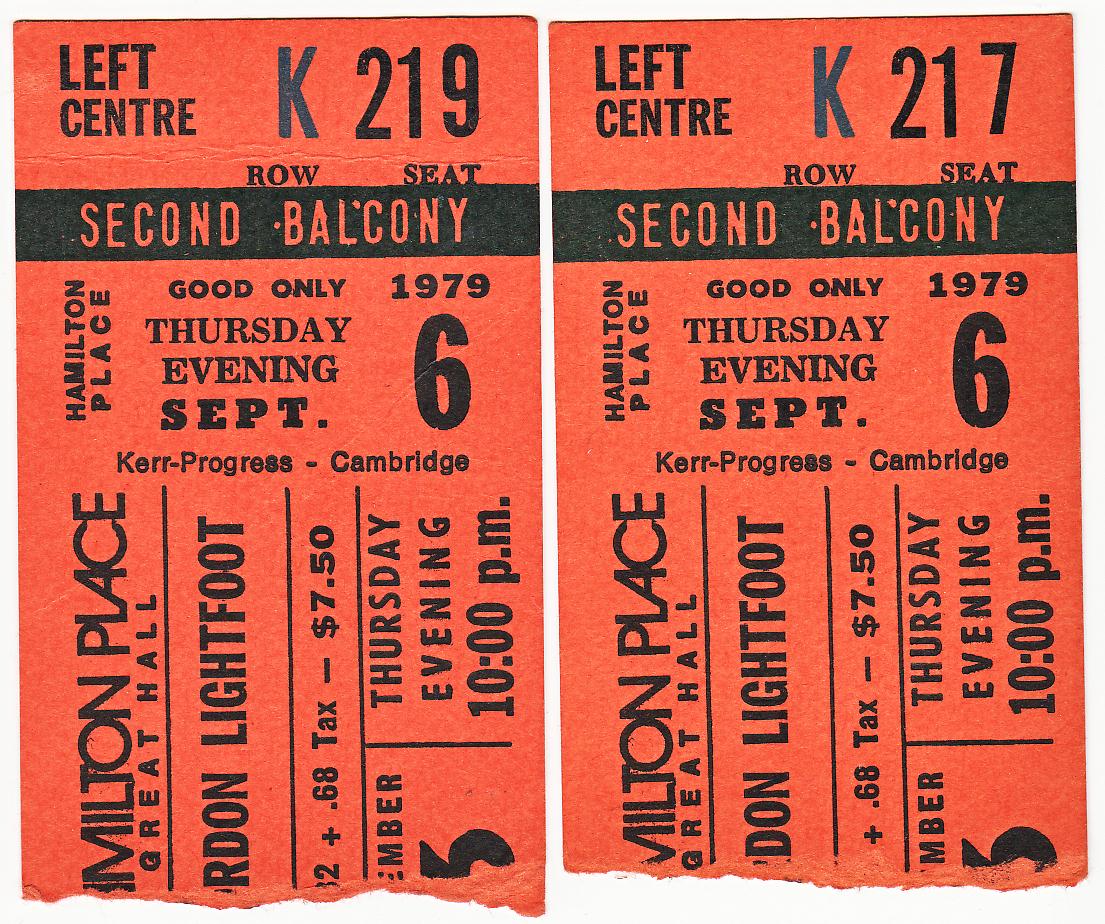 LEFT
CENTRE
K 219
ROW SEAT
SECOND BALCONY
HAMILTON
PLACE
GOOD ONLY 1979
THURSDAY
EVENING
SEPT. 6
Kerr-Progress - Cambridge
MILTON PLACE
GREAT HALL
RDON LIGHTFOOT
32 + .68 Tax — $7.50
THURSDAY
EVENING
10:00 p.m.
EMBER
LEFT
CENTRE
K 217
ROW SEAT
SECOND BALCONY
HAMILTON
PLACE
GOOD ONLY 1979
THURSDAY
EVENING
SEPT. 6
Kerr-Progress - Cambridge
MILTON PLACE
GREAT HALL
DON LIGHTFOOT
+ .68 Tax — $7.50
THURSDAY
EVENING
10:00 p.m.
MBER